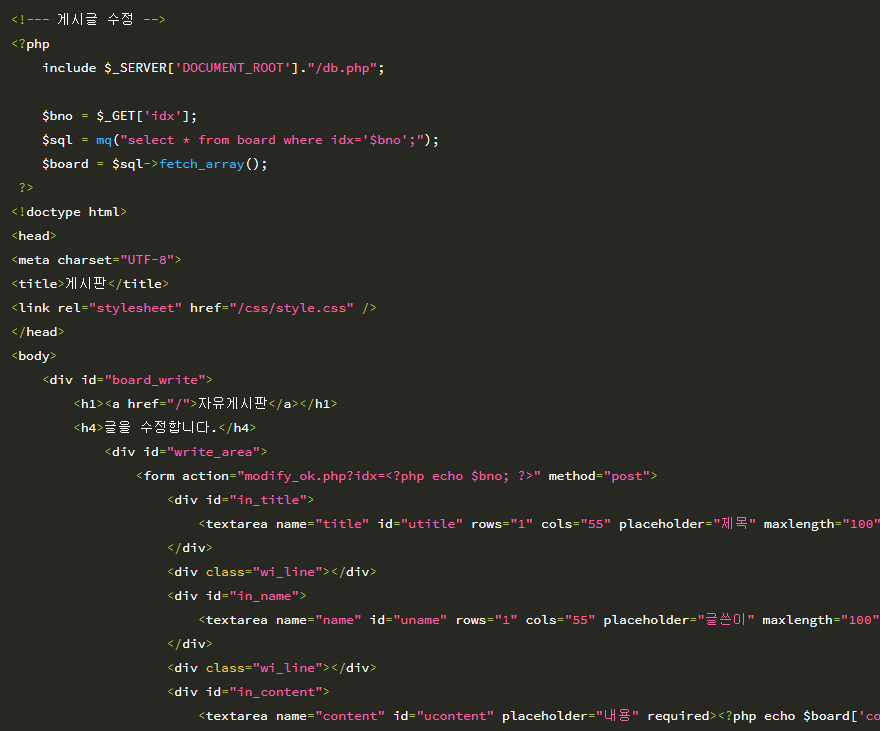 <!--- 게시글 수정 -->
<?php
include $_SERVER['DOCUMENT_ROOT']."/db.php";
$bno = $_GET['idx'];
$sql = mq("select * from board where idx='$bno';");
$board = $sql->fetch_array();
?>
<!doctype html>
<head>
<meta charset="UTF-8">
<title>게시판</title>
<link rel="stylesheet" href="/css/style.css" />
</head>
<body>
<div id="board_write">
<h1><a href="/">자유게시판</a></h1>
<h4>글을 수정합니다.</h4>
<div id="write_area">
<form action="modify_ok.php?idx=<?php echo $bno; ?>" method="post">
<div id="in_title">
<textarea name="title" id="utitle" rows="1" cols="55" placeholder="제목" maxlength="100"
</div>
<div class="wi_line"></div>
<div id="in_name">
<textarea name="name" id="uname" rows="1" cols="55" placeholder="글쓴이" maxlength="100"
</div>
<div class="wi_line"></div>
<div id="in_content">
<textarea name="content" id="ucontent" placeholder="내용" required><?php echo $board['co